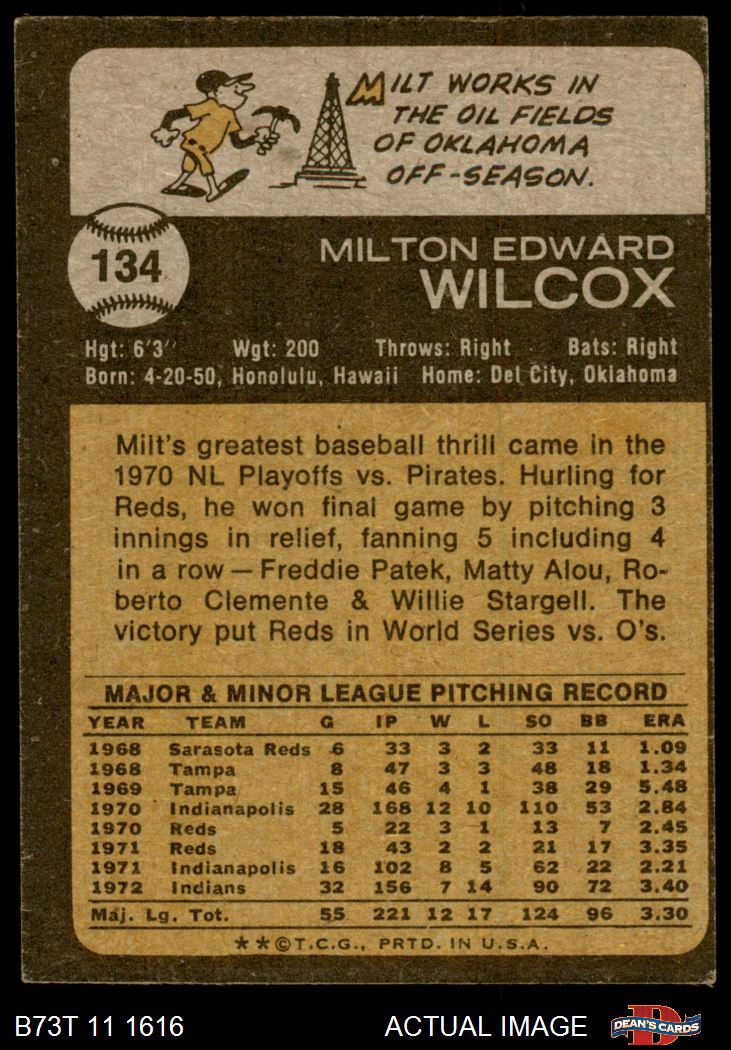 MILT WORKS IN
THE OIL FIELDS
OF OKLAHOMA
OFF-SEASON.
134
MILTON EDWARD
WILCOX
Hgt: 6'3" Wgt: 200 Throws: Right Bats: Right
Born: 4-20-50, Honolulu, Hawaii Home: Del City, Oklahoma
Milt's greatest baseball thrill came in the
1970 NL Playoffs vs. Pirates. Hurling for
Reds, he won final game by pitching 3
innings in relief, fanning 5 including 4
in a row — Freddie Patek, Matty Alou, Ro-
berto Clemente & Willie Stargell. The
victory put Reds in World Series vs. O's.
MAJOR & MINOR LEAGUE PITCHING RECORD
YEAR TEAM G IP W L SO BB ERA
1968 Sarasota Reds 6 33 3 2 33 11 1.09
1968 Tampa 8 47 3 3 48 18 1.34
1969 Tampa 15 46 4 1 38 29 5.48
1970 Indianapolis 28 168 12 10 110 53 2.84
1970 Reds 5 22 3 1 13 7 2.45
1971 Reds 18 43 2 2 21 17 3.35
1971 Indianapolis 16 102 8 5 62 22 2.21
1972 Indians 32 156 7 14 90 72 3.40
Maj. Lg. Tot. 55 221 12 17 124 96 3.30
★★©T.C.G., PRTD. IN U.S.A.
B73T 11 1616 ACTUAL IMAGE DEAN'S CARDS